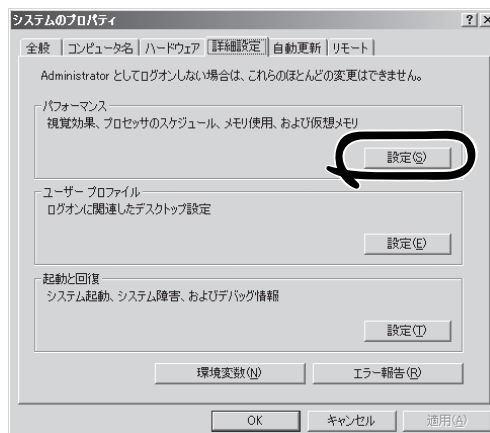 システムのプロパティ
全般 コンピュータ名 ハードウェア 詳細設定 自動更新 リモート
Administrator としてログオンしない場合は、これらのほとんどの変更はできません。
パフォーマンス
視覚効果、プロセッサのスケジュール、メモリ使用、および仮想メモリ
設定(S)
ユーザー プロファイル
ログオンに関連したデスクトップ設定
設定(E)
起動と回復
システム起動、システム障害、およびデバッグ情報
設定(T)
環境変数(N) エラー報告(R)
OK キャンセル 適用(A)